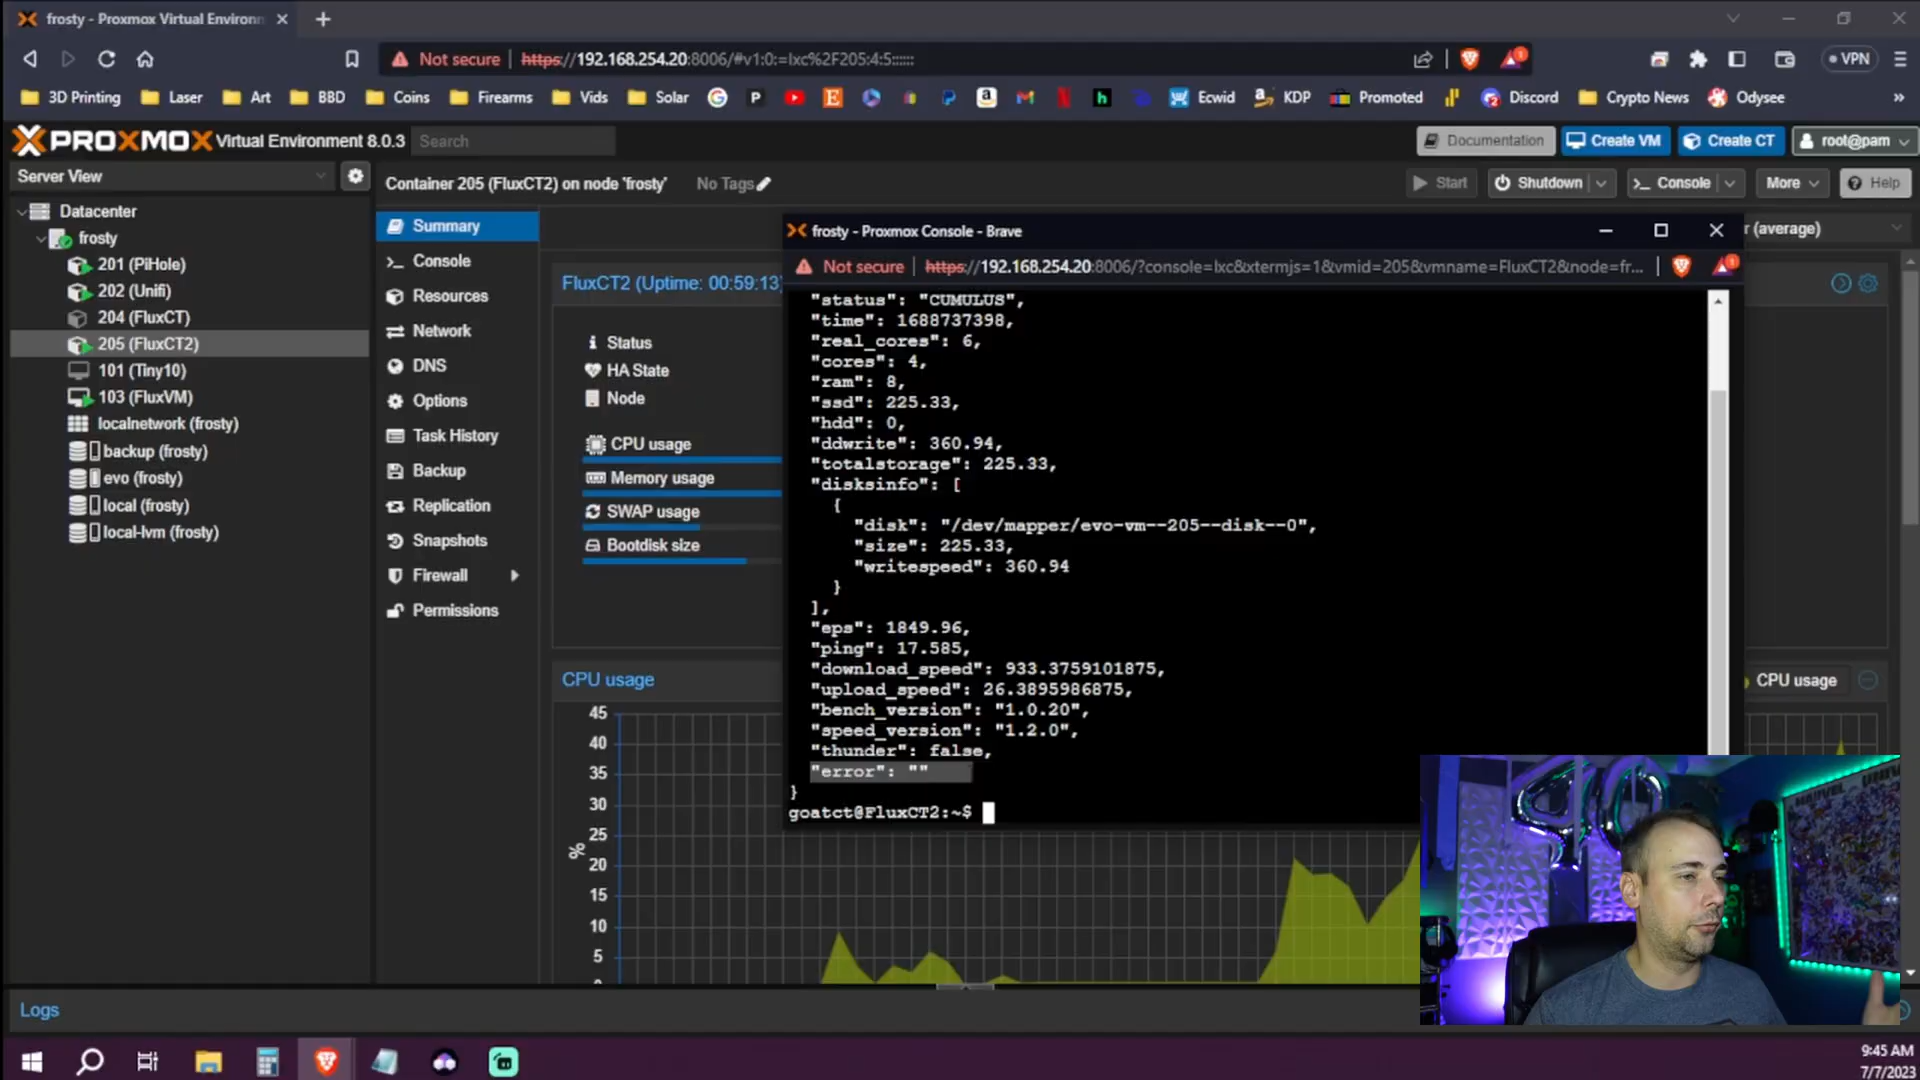 frosty - Proxmox Virtual Environm
Not secure https://192.168.254.20:8006/#v1:0:=lxc%2F205:4:5::::::
VPN
3D Printing Laser Art BBD Coins Firearms Vids Solar Ecwid KDP Promoted Discord Crypto News Odysee »
PROXMOX Virtual Environment 8.0.3 Search
Documentation Create VM Create CT root@pam
Server View
Container 205 (FluxCT2) on node 'frosty' No Tags
Start Shutdown Console More Help
Datacenter
frosty
201 (PiHole)
202 (Unifi)
204 (FluxCT)
205 (FluxCT2)
101 (Tiny10)
103 (FluxVM)
localnetwork (frosty)
backup (frosty)
evo (frosty)
local (frosty)
local-lvm (frosty)
Summary
Console
Resources
Network
DNS
Options
Task History
Backup
Replication
Snapshots
Firewall
Permissions
r (average)
FluxCT2 (Uptime: 00:59:13)
Status
HA State
Node
CPU usage
Memory usage
SWAP usage
Bootdisk size
CPU usage
CPU usage
45
40
35
30
25
20
15
10
5
%
frosty - Proxmox Console - Brave
Not secure https://192.168.254.20:8006/?console=lxc&xtermjs=1&vmid=205&vmname=FluxCT2&node=fr...
"status": "CUMULUS",
"time": 1688737398,
"real_cores": 6,
"cores": 4,
"ram": 8,
"ssd": 225.33,
"hdd": 0,
"ddwrite": 360.94,
"totalstorage": 225.33,
"disksinfo": [
{
"disk": "/dev/mapper/evo-vm--205--disk--0",
"size": 225.33,
"writespeed": 360.94
}
],
"eps": 1849.96,
"ping": 17.585,
"download_speed": 933.3759101875,
"upload_speed": 26.3895986875,
"bench_version": "1.0.20",
"speed_version": "1.2.0",
"thunder": false,
"error": ""
}
goatct@FluxCT2:~$
Logs
9:45 AM
7/7/2023